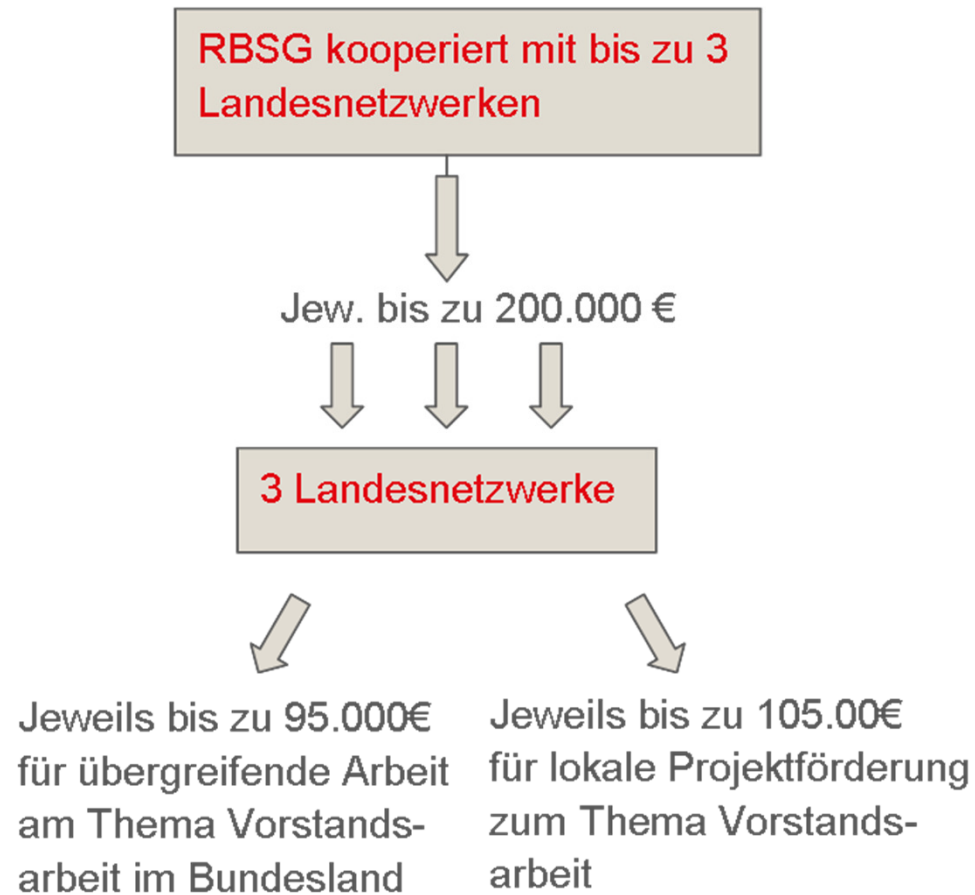 RBSG kooperiert mit bis zu 3
Landesnetzwerken
Jew. bis zu 200.000 €
3 Landesnetzwerke
Jeweils bis zu 95.000€
für übergreifende Arbeit
am Thema Vorstands-
arbeit im Bundesland
Jeweils bis zu 105.00€
für lokale Projektförderung
zum Thema Vorstands-
arbeit